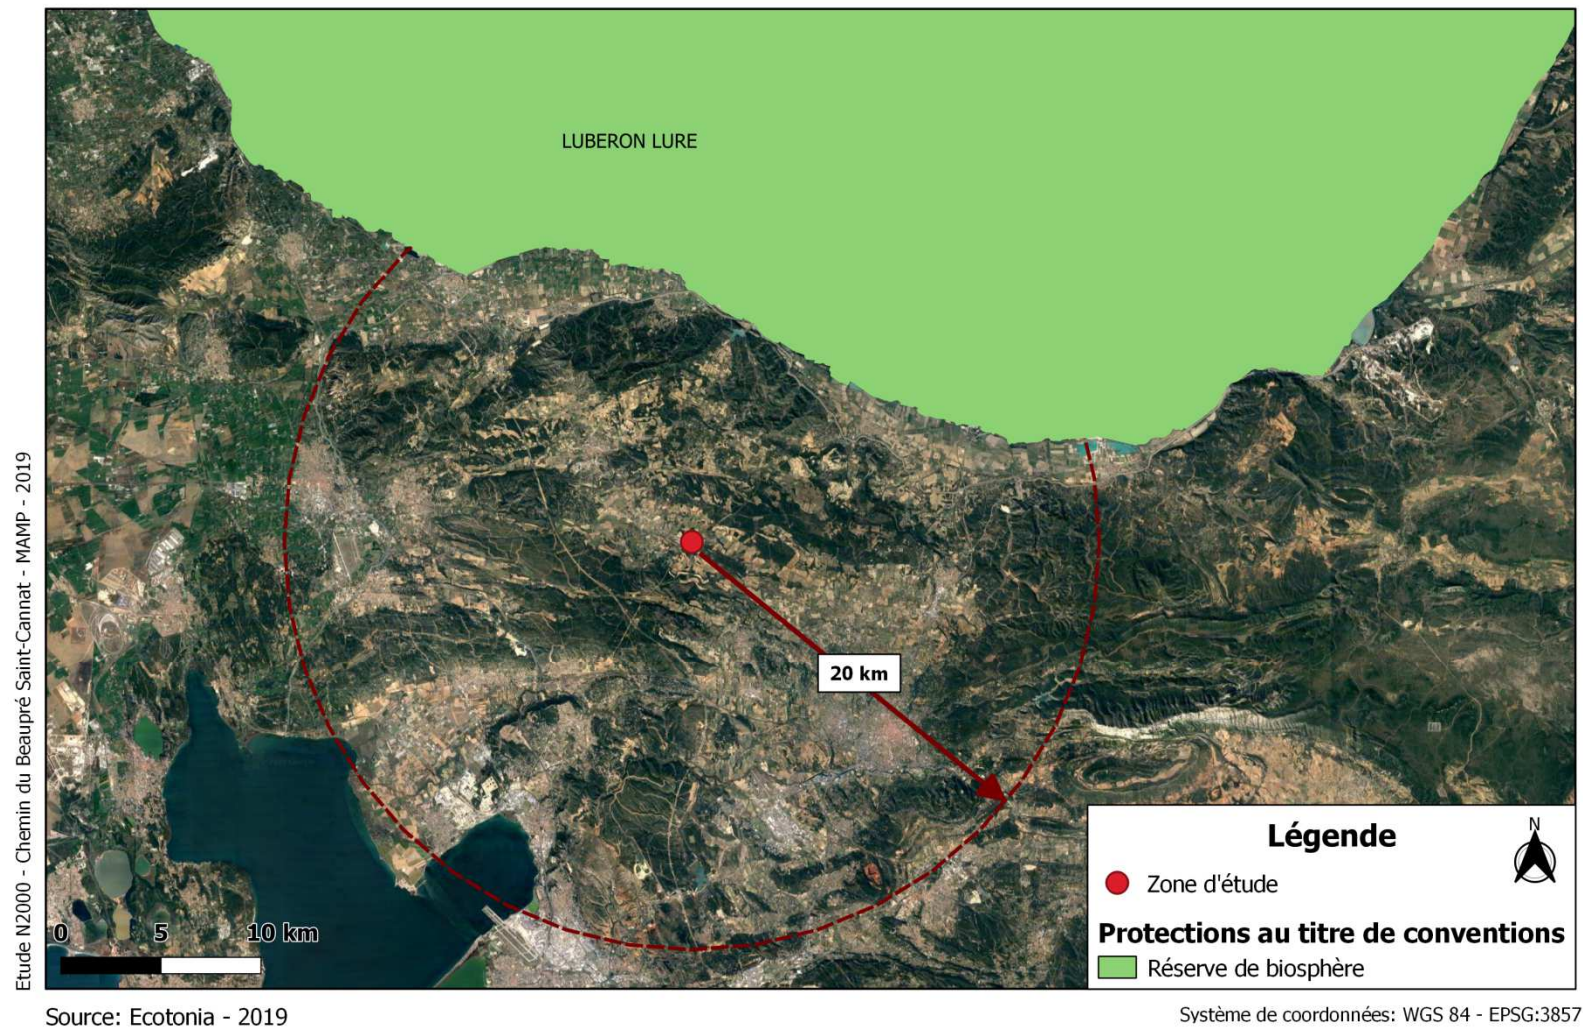 LUBERON LURE
20 km
Etude N2000 - Chemin du Beaupré Saint-Cannat - MAMP - 2019
0 5 10 km
Légende
N
Zone d'étude
Protections au titre de conventions
Réserve de biosphère
Source: Ecotonia - 2019
Système de coordonnées: WGS 84 - EPSG:3857